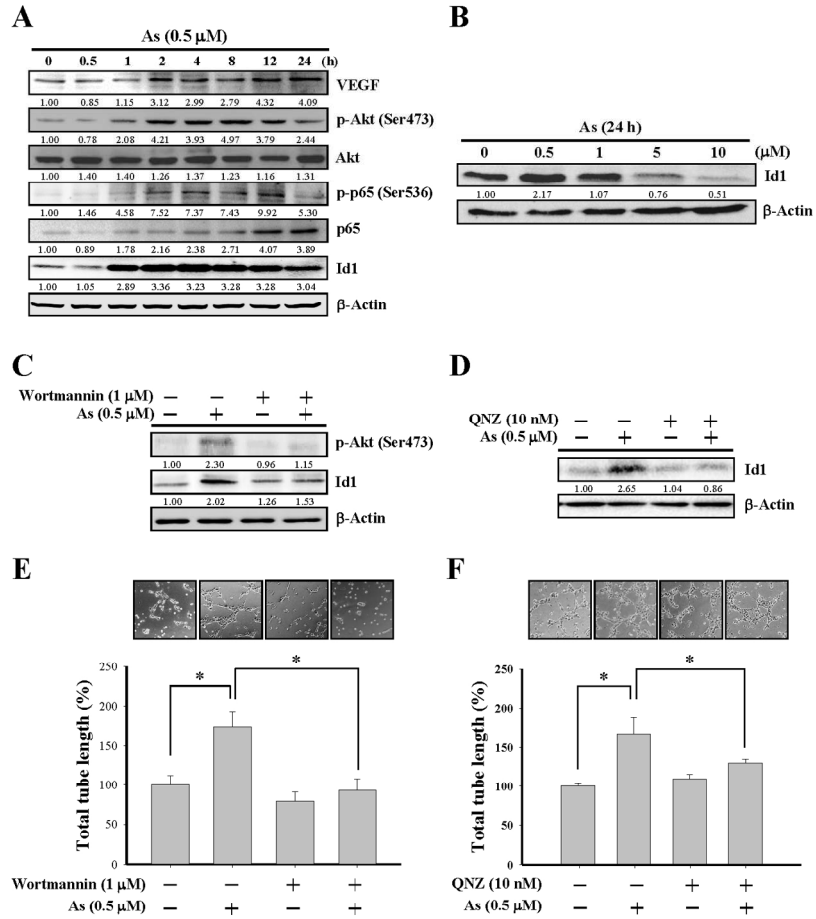 A
As (0.5 μM)
0 0.5 1 2 4 8 12 24 (h)
VEGF
1.00 0.85 1.15 3.12 2.99 2.79 4.32 4.09
p-Akt (Ser473)
1.00 0.78 2.08 4.21 3.93 4.97 3.79 2.44
Akt
1.00 1.40 1.40 1.26 1.37 1.23 1.16 1.31
p-p65 (Ser536)
1.00 1.46 4.58 7.52 7.37 7.43 9.92 5.30
p65
1.00 0.89 1.78 2.16 2.38 2.71 4.07 3.89
Id1
1.00 1.05 2.89 3.36 3.23 3.28 3.28 3.04
β-Actin
B
As (24 h)
0 0.5 1 5 10 (μM)
Id1
1.00 2.17 1.07 0.76 0.51
β-Actin
C
Wortmannin (1 μM) − − + +
As (0.5 μM) − + − +
p-Akt (Ser473)
1.00 2.30 0.96 1.15
Id1
1.00 2.02 1.26 1.53
β-Actin
D
QNZ (10 nM) − − + +
As (0.5 μM) − + − +
Id1
1.00 2.65 1.04 0.86
β-Actin
E
Total tube length (%)
250
200
150
100
50
0
* *
Wortmannin (1 μM) − − + +
As (0.5 μM) − + − +
F
Total tube length (%)
250
200
150
100
50
0
* *
QNZ (10 nM) − − + +
As (0.5 μM) − + − +